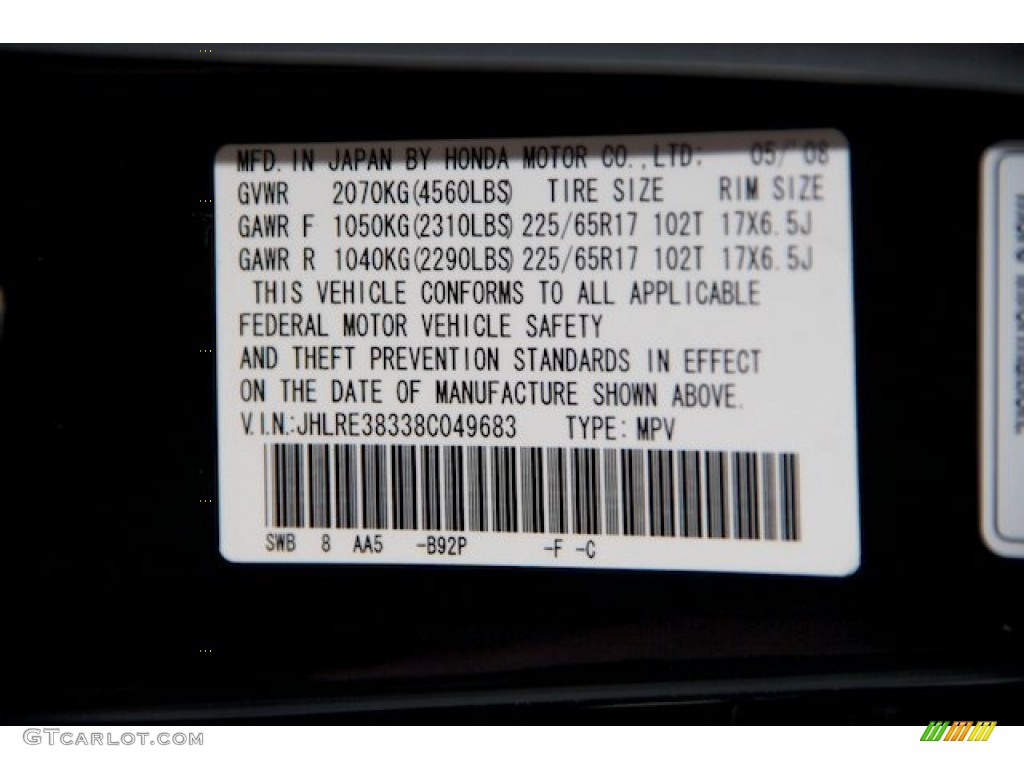 MFD. IN JAPAN BY HONDA MOTOR CO.,LTD: 05/'08
GVWR 2070KG(4560LBS) TIRE SIZE RIM SIZE
GAWR F 1050KG(2310LBS) 225/65R17 102T 17X6.5J
GAWR R 1040KG(2290LBS) 225/65R17 102T 17X6.5J
THIS VEHICLE CONFORMS TO ALL APPLICABLE
FEDERAL MOTOR VEHICLE SAFETY
AND THEFT PREVENTION STANDARDS IN EFFECT
ON THE DATE OF MANUFACTURE SHOWN ABOVE.
V.I.N.:JHLRE38338C049683 TYPE: MPV
SWB 8 AA5 -B92P -F -C
GTCARLOT.COM